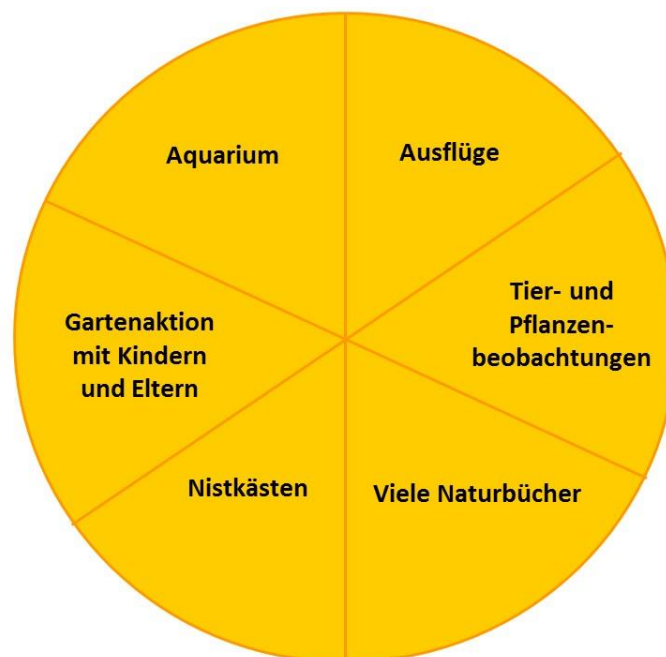 Aquarium
Ausflüge
Tier- und
Pflanzen-
beobachtungen
Gartenaktion
mit Kindern
und Eltern
Nistkästen
Viele Naturbücher